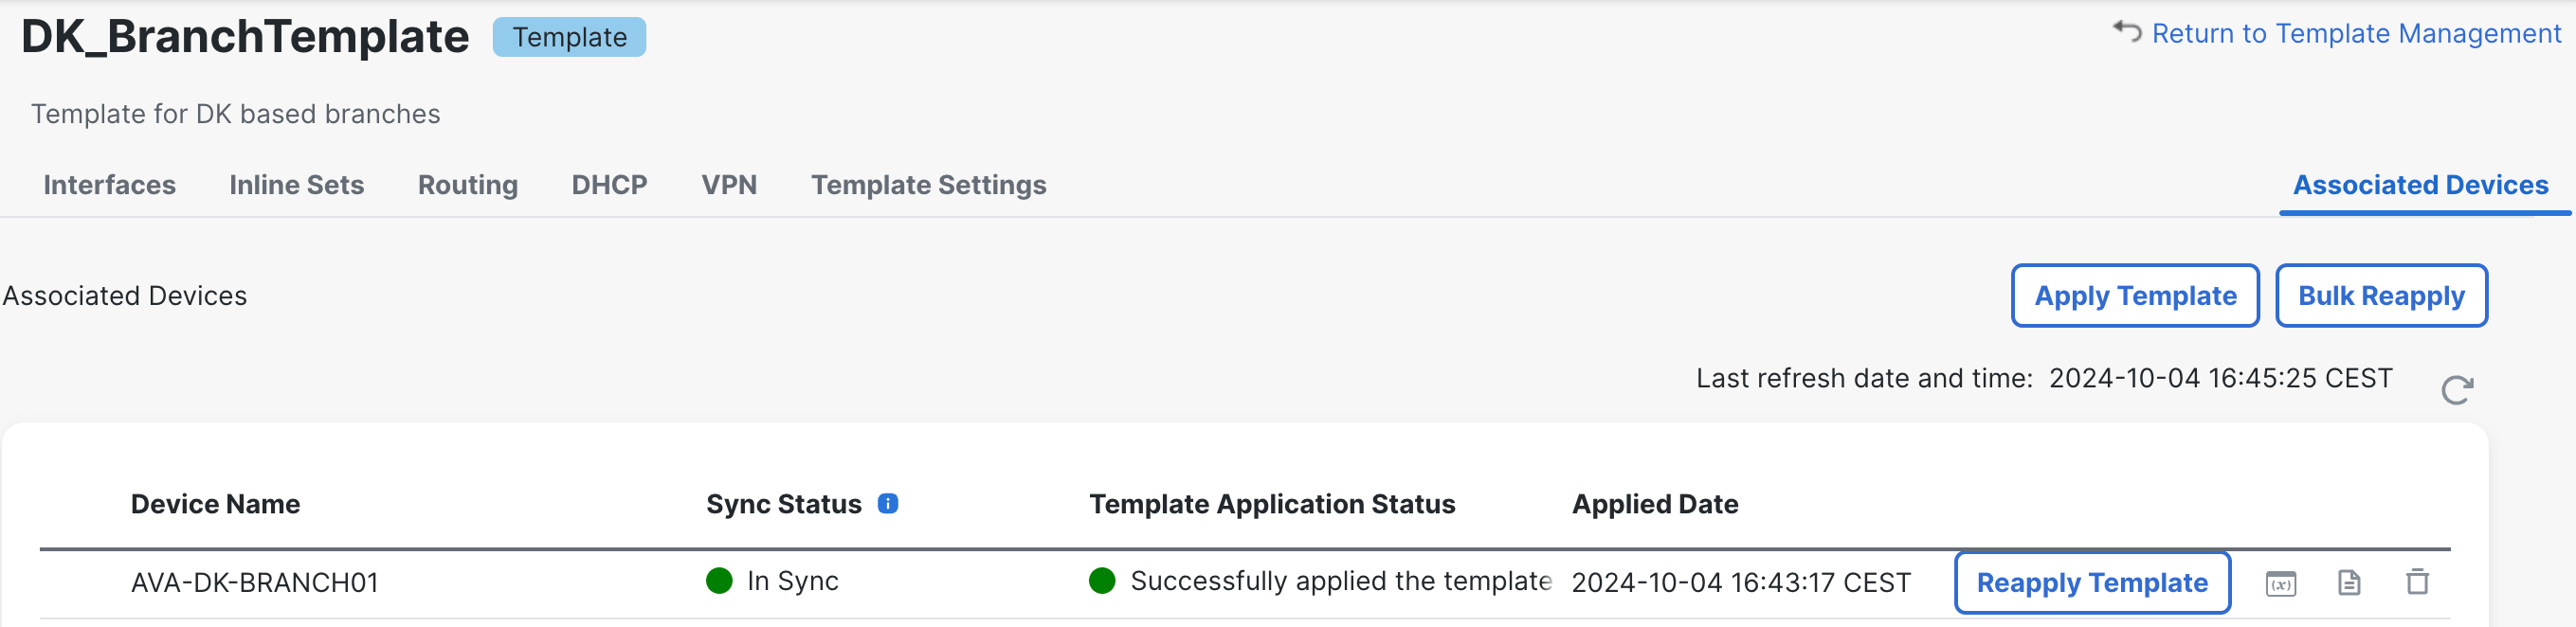 DK_BranchTemplate Template Return to Template Management
Template for DK based branches
Interfaces Inline Sets Routing DHCP VPN Template Settings Associated Devices
Associated Devices Apply Template Bulk Reapply
Last refresh date and time: 2024-10-04 16:45:25 CEST
Device Name Sync Status i Template Application Status Applied Date
AVA-DK-BRANCH01 In Sync Successfully applied the template 2024-10-04 16:43:17 CEST Reapply Template (x)